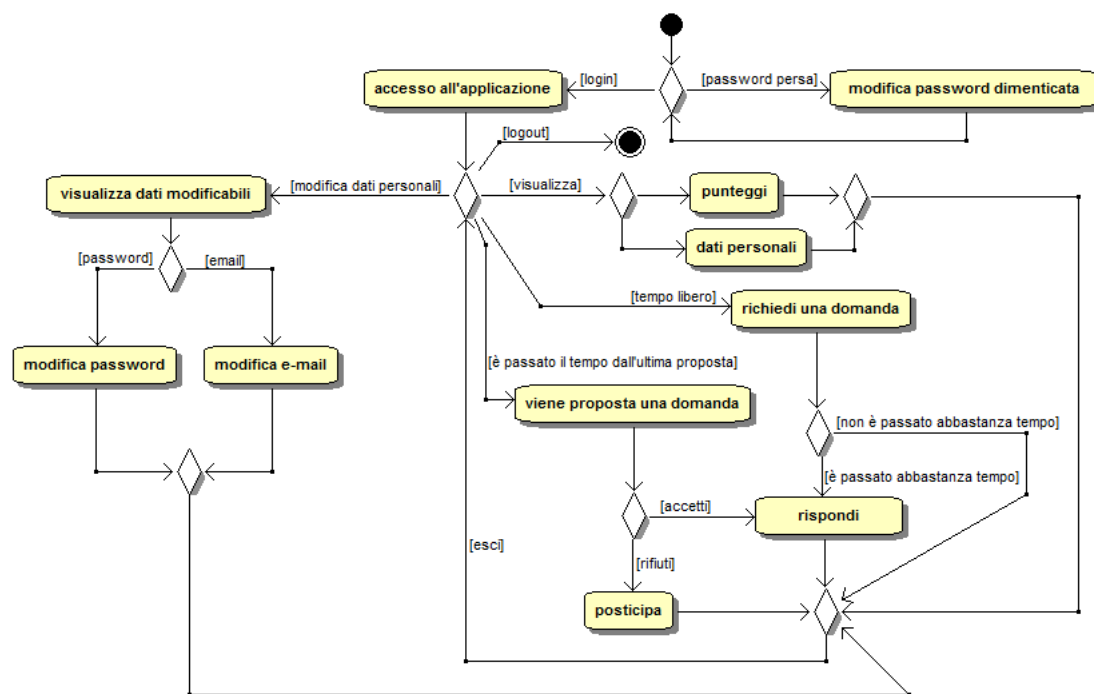 [login]
[password persa]
accesso all'applicazione
modifica password dimenticata
[logout]
[modifica dati personali]
[visualizza]
visualizza dati modificabili
punteggi
dati personali
[password]
[email]
[tempo libero]
richiedi una domanda
modifica password
modifica e-mail
[è passato il tempo dall'ultima proposta]
viene proposta una domanda
[non è passato abbastanza tempo]
[è passato abbastanza tempo]
[accetti]
rispondi
[esci]
[rifiuti]
posticipa